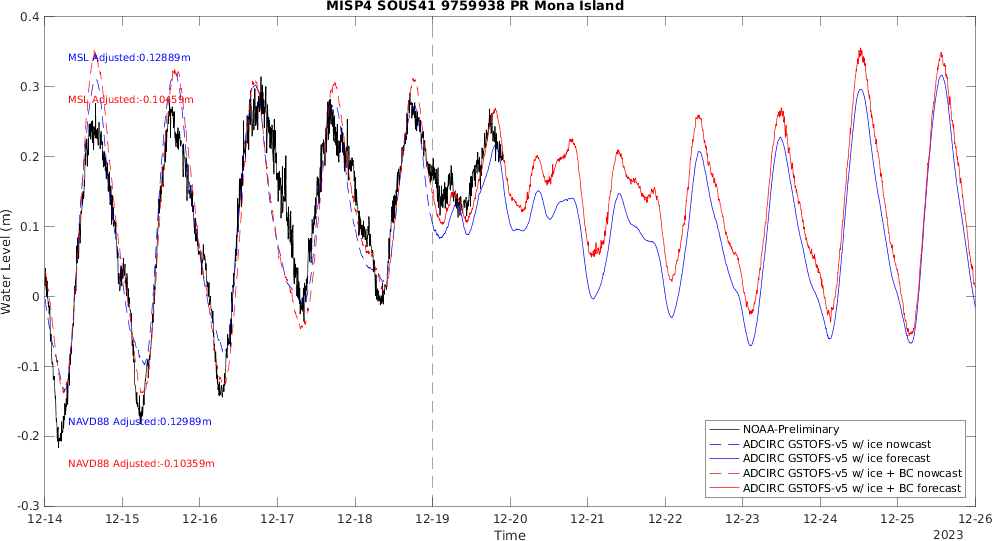 MISP4 SOUS41 9759938 PR Mona Island
0.4
0.3
0.2
0.1
0
-0.1
-0.2
-0.3
Water Level (m)
MSL Adjusted:0.12889m
MSL Adjusted:-0.10459m
NAVD88 Adjusted:0.12989m
NAVD88 Adjusted:-0.10359m
NOAA-Preliminary
ADCIRC GSTOFS-v5 w/ ice nowcast
ADCIRC GSTOFS-v5 w/ ice forecast
ADCIRC GSTOFS-v5 w/ ice + BC nowcast
ADCIRC GSTOFS-v5 w/ ice + BC forecast
12-14 12-15 12-16 12-17 12-18 12-19 12-20 12-21 12-22 12-23 12-24 12-25 12-26
Time
2023